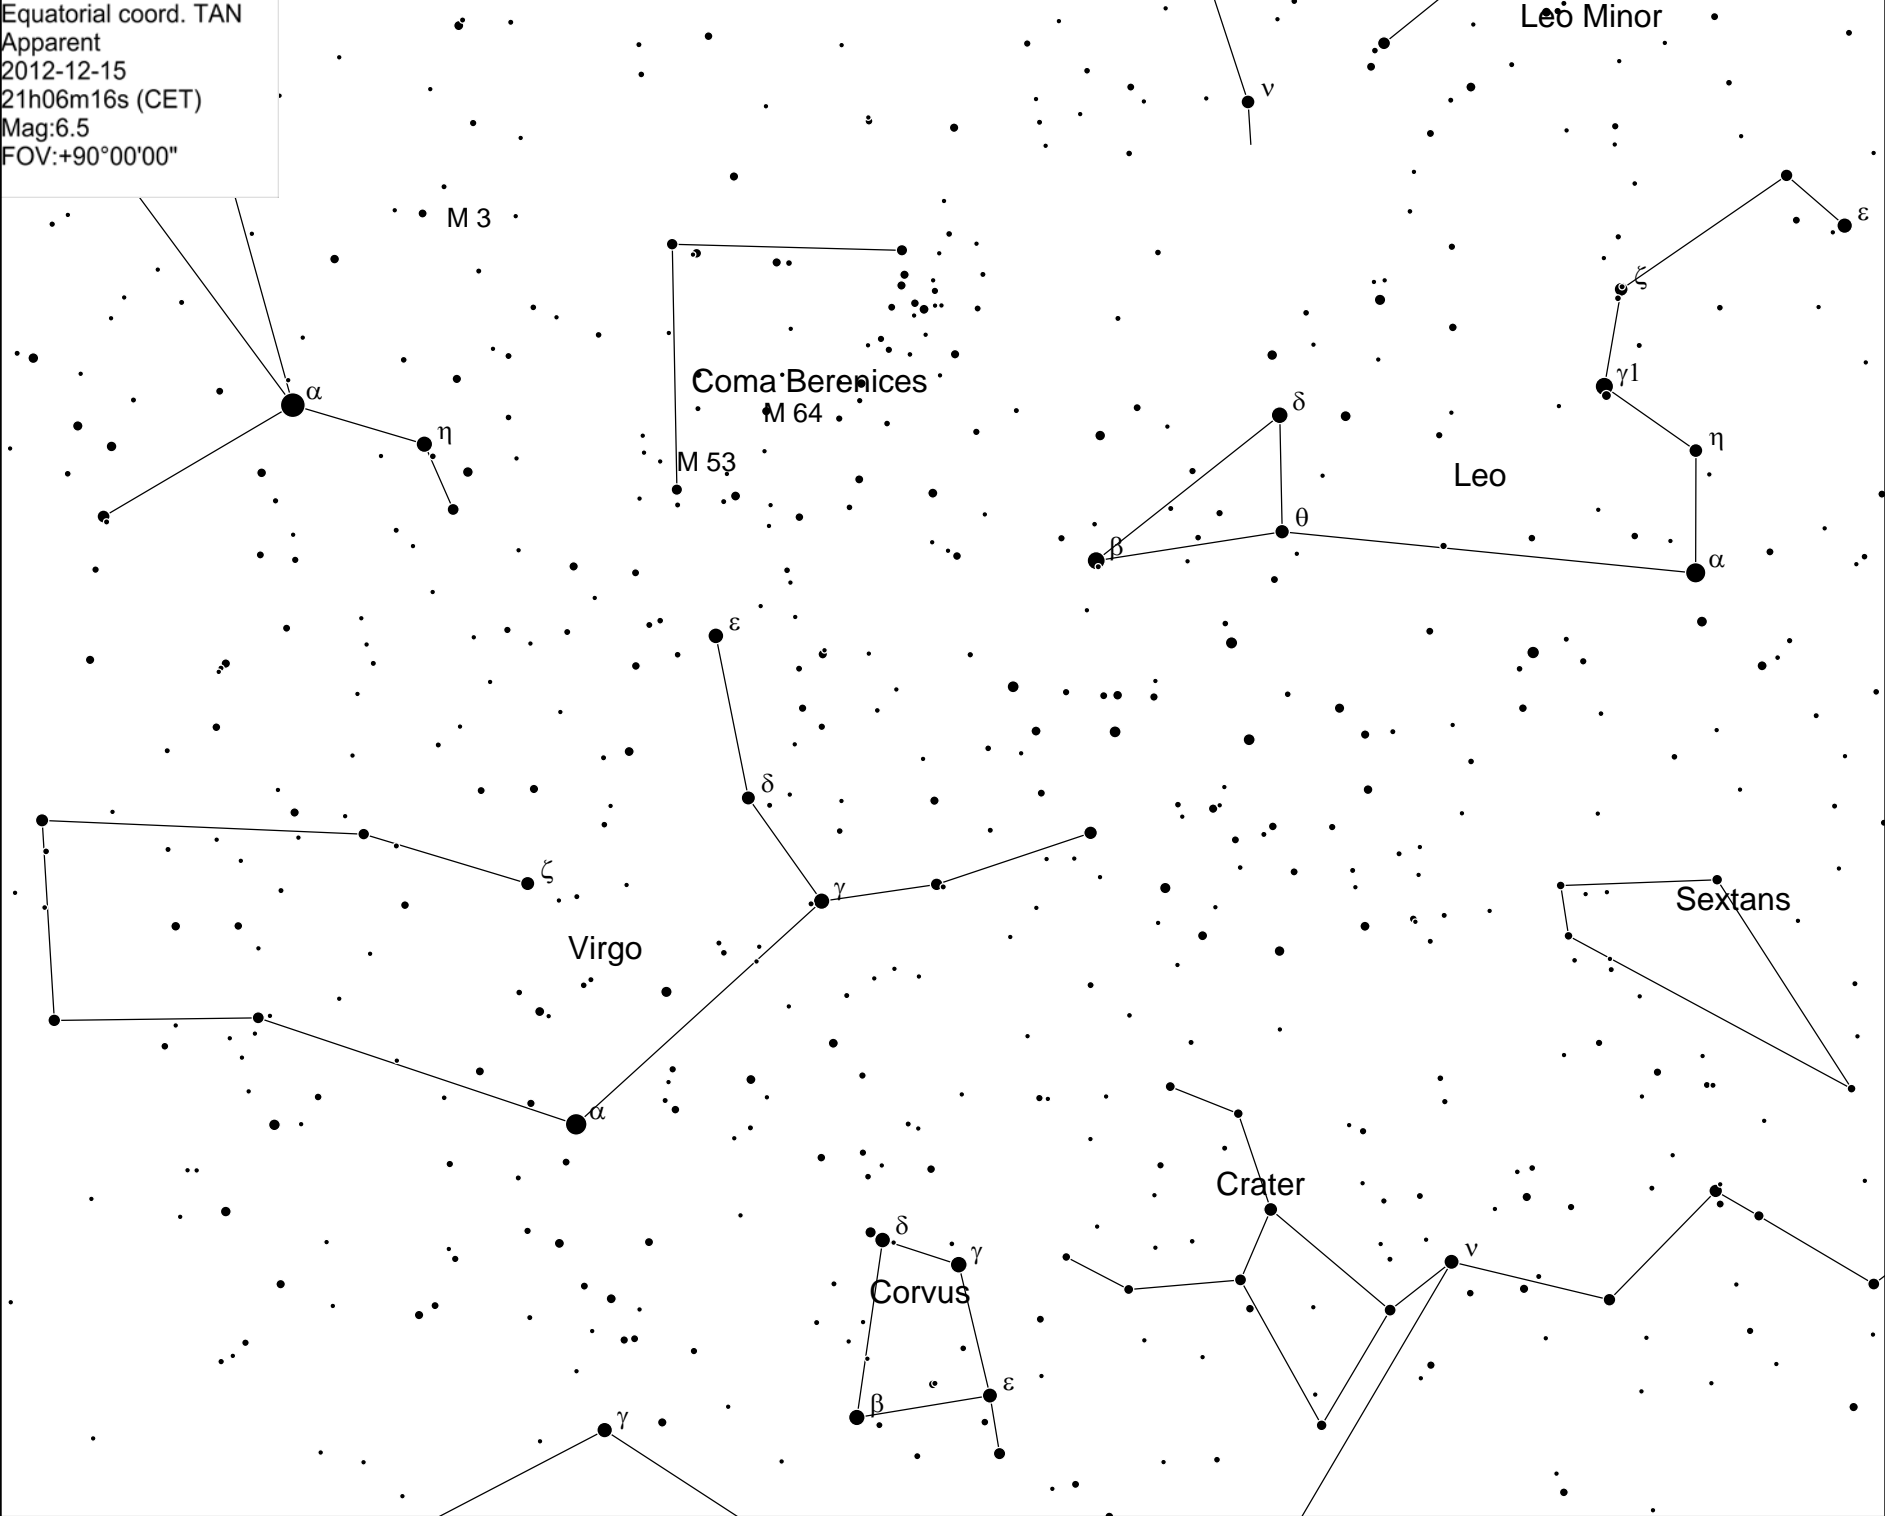 Equatorial coord. TAN
Apparent
2012-12-15
21h06m16s (CET)
Mag:6.5
FOV:+90°00'00"
Leo Minor
ν
M 3
ε
ζ
γ1
α
Coma Berenices
δ
M 64
η
η
M 53
Leo
θ
β
α
ε
δ
ζ
γ
Sextans
Virgo
α
Crater
δ
γ
ν
Corvus
ε
β
γ